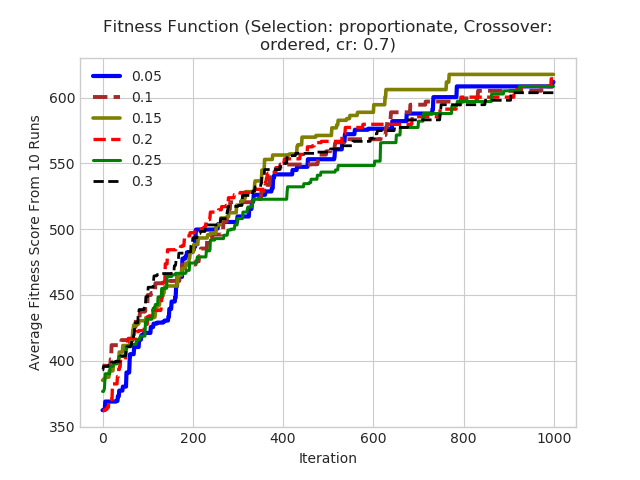 Fitness Function (Selection: proportionate, Crossover:
ordered, cr: 0.7)
Average Fitness Score From 10 Runs
600
550
500
450
400
350
0.05
0.1
0.15
0.2
0.25
0.3
0 200 400 600 800 1000
Iteration